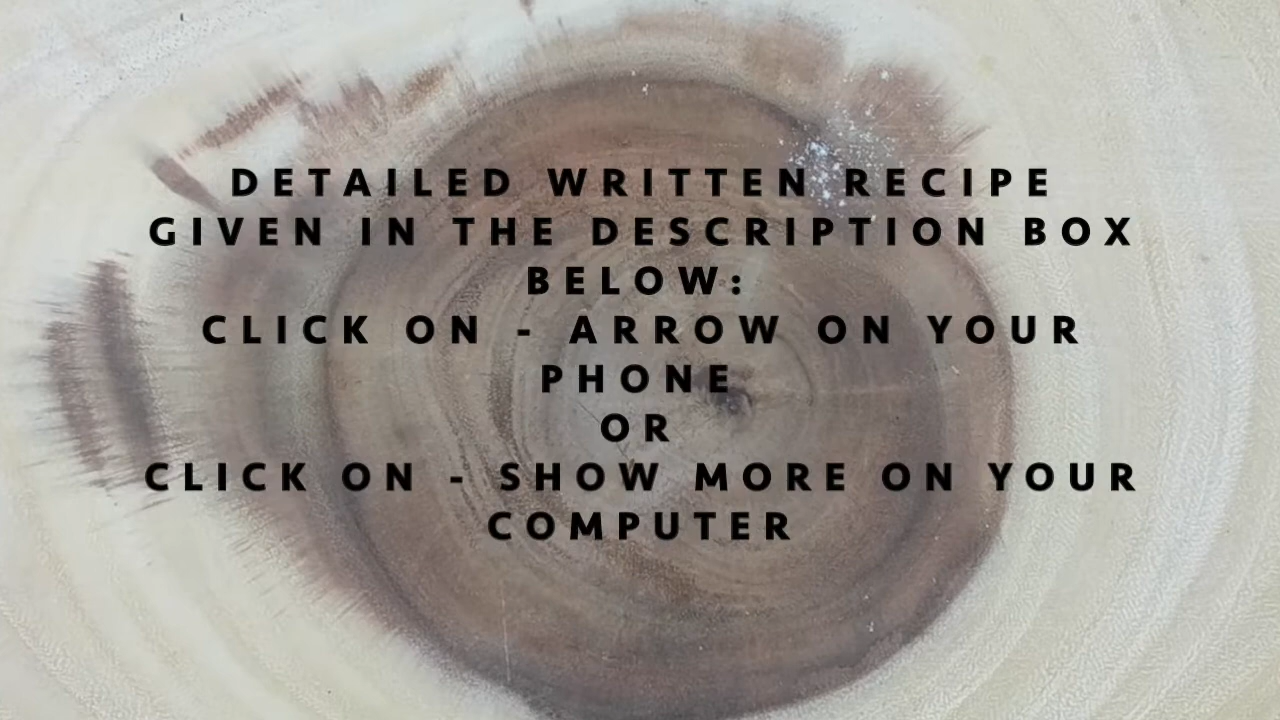 DETAILED WRITTEN RECIPE
GIVEN IN THE DESCRIPTION BOX
BELOW:
CLICK ON - ARROW ON YOUR
PHONE
OR
CLICK ON - SHOW MORE ON YOUR
COMPUTER